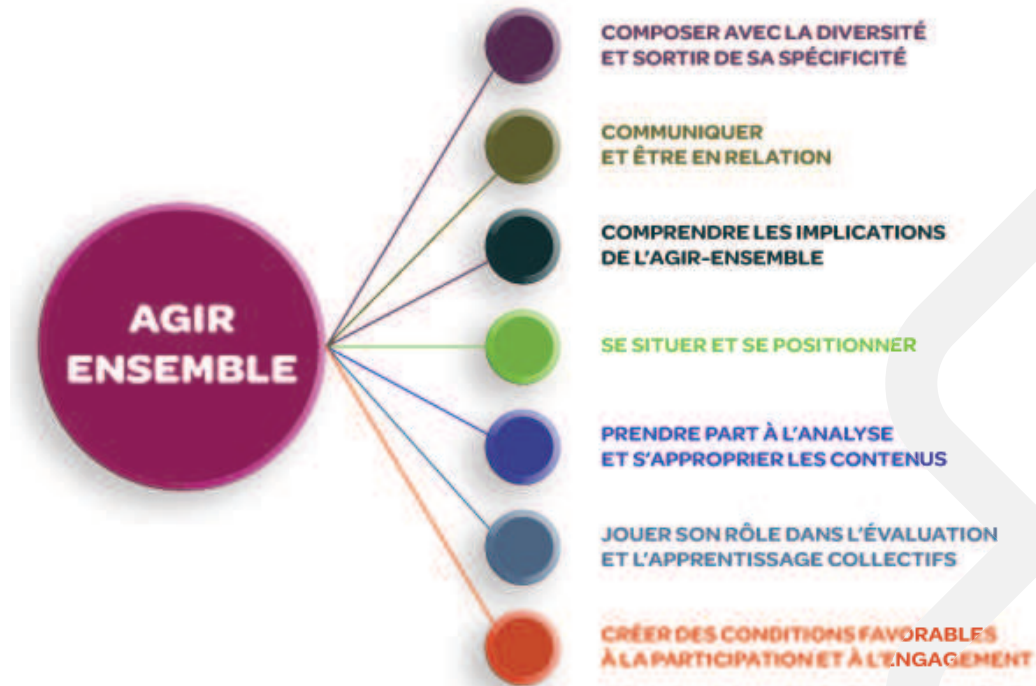 COMPOSER AVEC LA DIVERSITÉ
ET SORTIR DE SA SPÉCIFICITÉ
COMMUNIQUER
ET ÊTRE EN RELATION
COMPRENDRE LES IMPLICATIONS
DE L'AGIR-ENSEMBLE
AGIR
ENSEMBLE
SE SITUER ET SE POSITIONNER
PRENDRE PART À L'ANALYSE
ET S'APPROPRIER LES CONTENUS
JOUER SON RÔLE DANS L'ÉVALUATION
ET L'APPRENTISSAGE COLLECTIFS
CRÉER DES CONDITIONS FAVORABLES
À LA PARTICIPATION ET À L'ENGAGEMENT